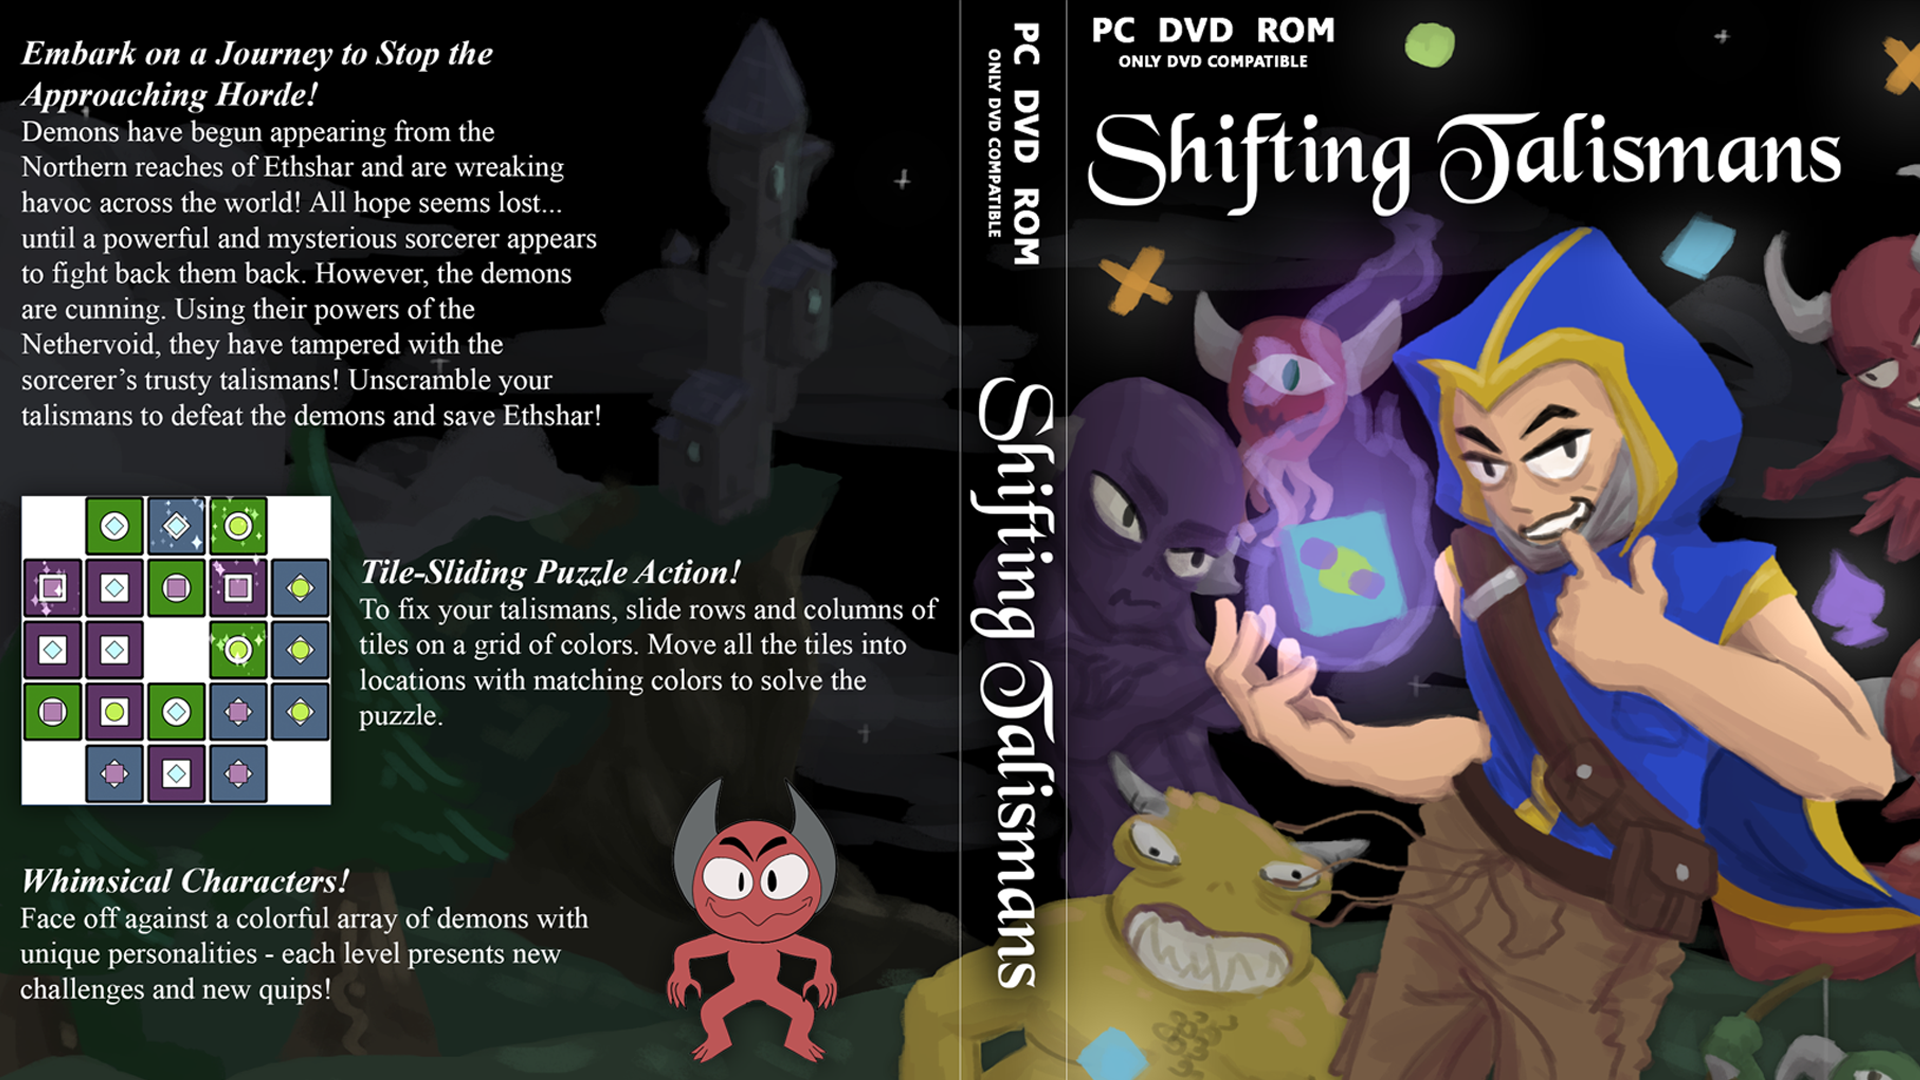 Embark on a Journey to Stop the
Approaching Horde!
Demons have begun appearing from the
Northern reaches of Ethshar and are wreaking
havoc across the world! All hope seems lost...
until a powerful and mysterious sorcerer appears
to fight back them back. However, the demons
are cunning. Using their powers of the
Nethervoid, they have tampered with the
sorcerer's trusty talismans! Unscramble your
talismans to defeat the demons and save Ethshar!
Tile-Sliding Puzzle Action!
To fix your talismans, slide rows and columns of
tiles on a grid of colors. Move all the tiles into
locations with matching colors to solve the
puzzle.
Whimsical Characters!
Face off against a colorful array of demons with
unique personalities - each level presents new
challenges and new quips!
PC DVD ROM
ONLY DVD COMPATIBLE
Shifting Talismans
PC DVD ROM
ONLY DVD COMPATIBLE
Shifting Talismans